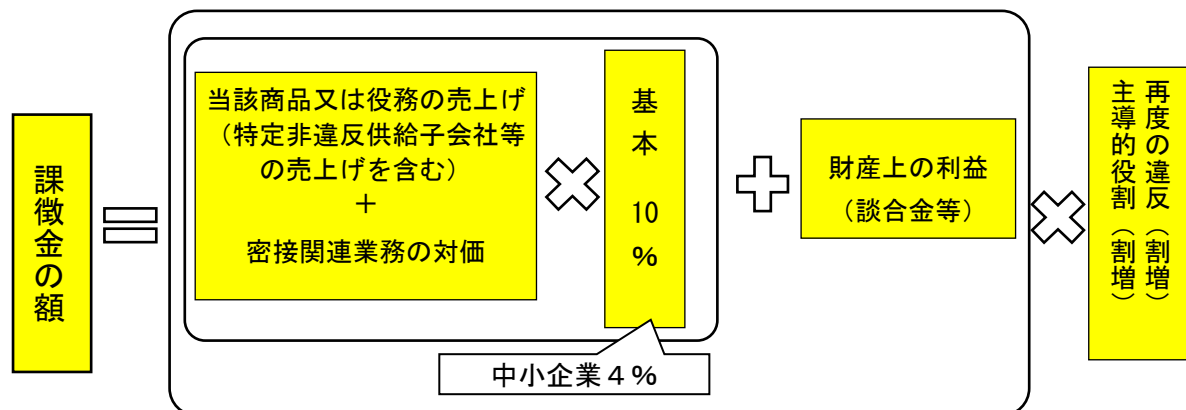 課徴金の額
当該商品又は役務の売上げ
（特定非違反供給子会社等
の売上げを含む）
＋
密接関連業務の対価
基
本
10
％
中小企業４％
財産上の利益
（談合金等）
再度の違反（割増）
主導的役割（割増）